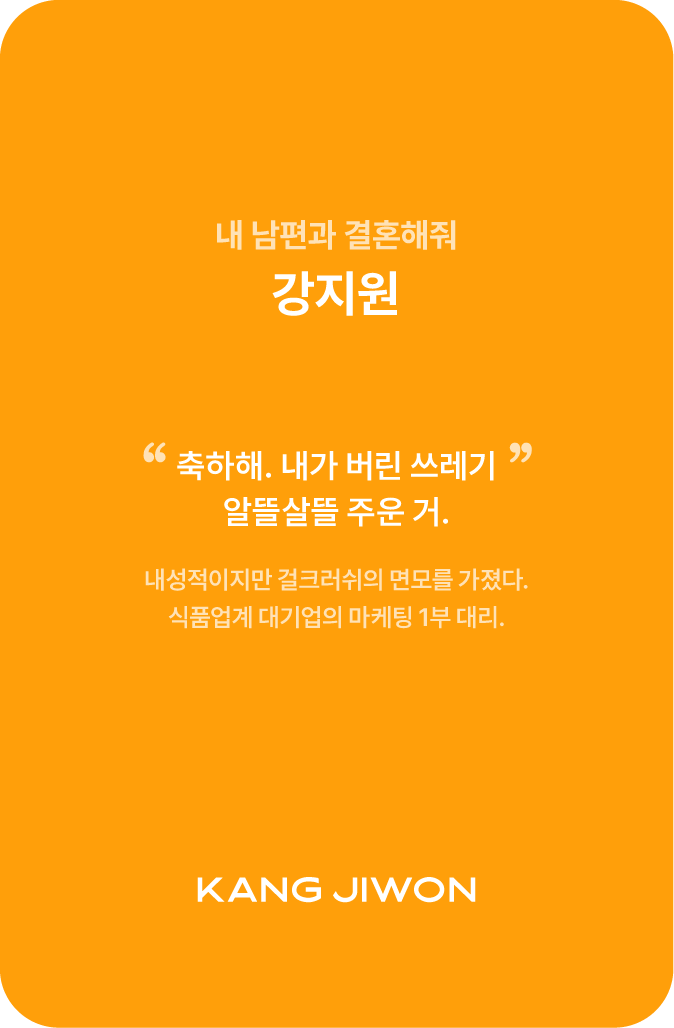 내 남편과 결혼해줘
강지원
“ 축하해. 내가 버린 쓰레기 ”
알뜰살뜰 주운 거.
내성적이지만 걸크러쉬의 면모를 가졌다.
식품업계 대기업의 마케팅 1부 대리.
KANG JIWON